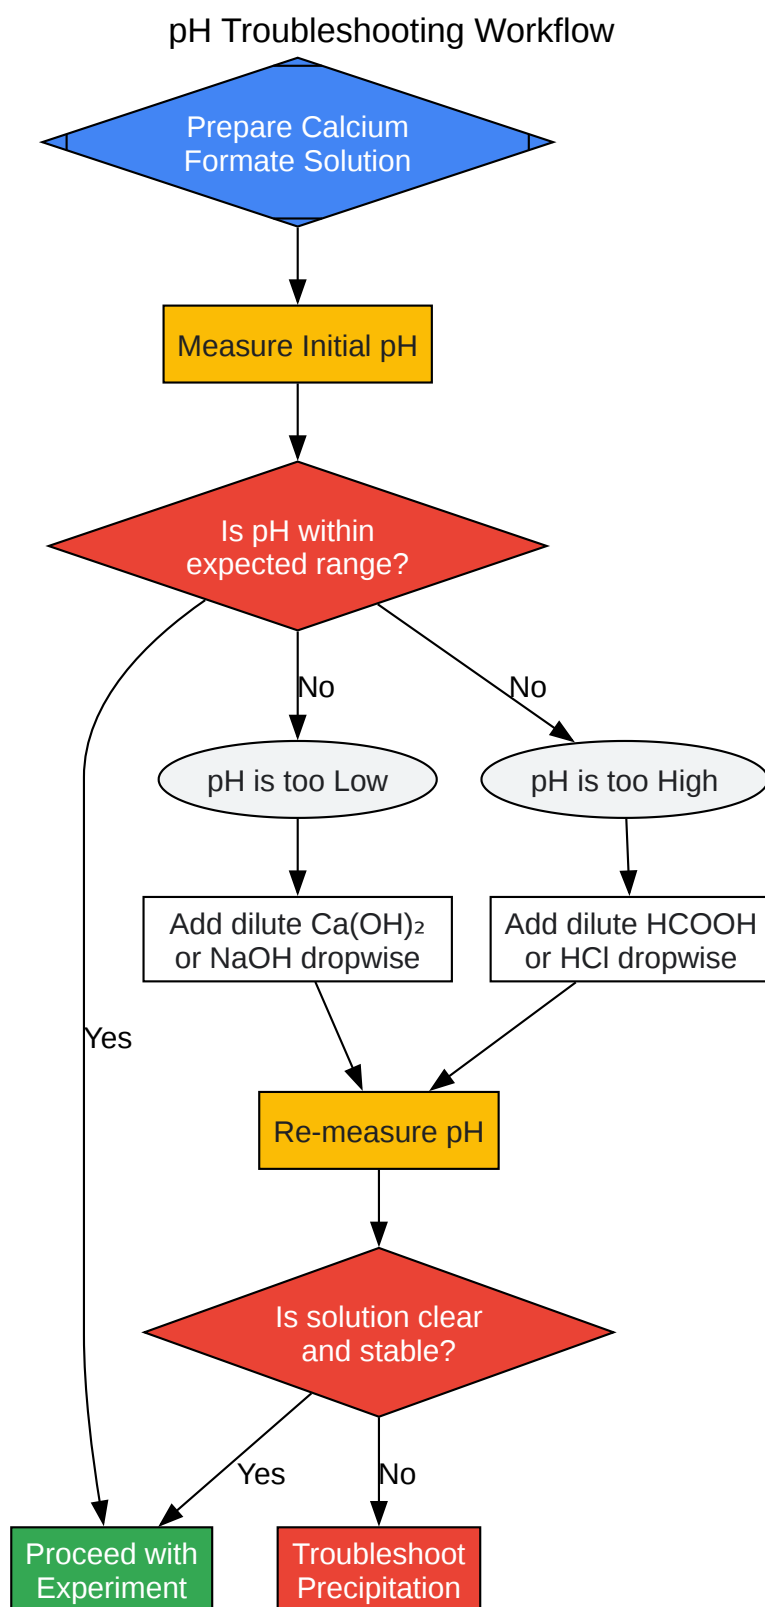 pH Troubleshooting Workflow
Prepare Calcium
Formate Solution
Measure Initial pH
Is pH within
expected range?
No
No
pH is too Low
pH is too High
Add dilute Ca(OH)₂
or NaOH dropwise
Add dilute HCOOH
or HCl dropwise
Yes
Re-measure pH
Is solution clear
and stable?
Yes
No
Proceed with
Experiment
Troubleshoot
Precipitation